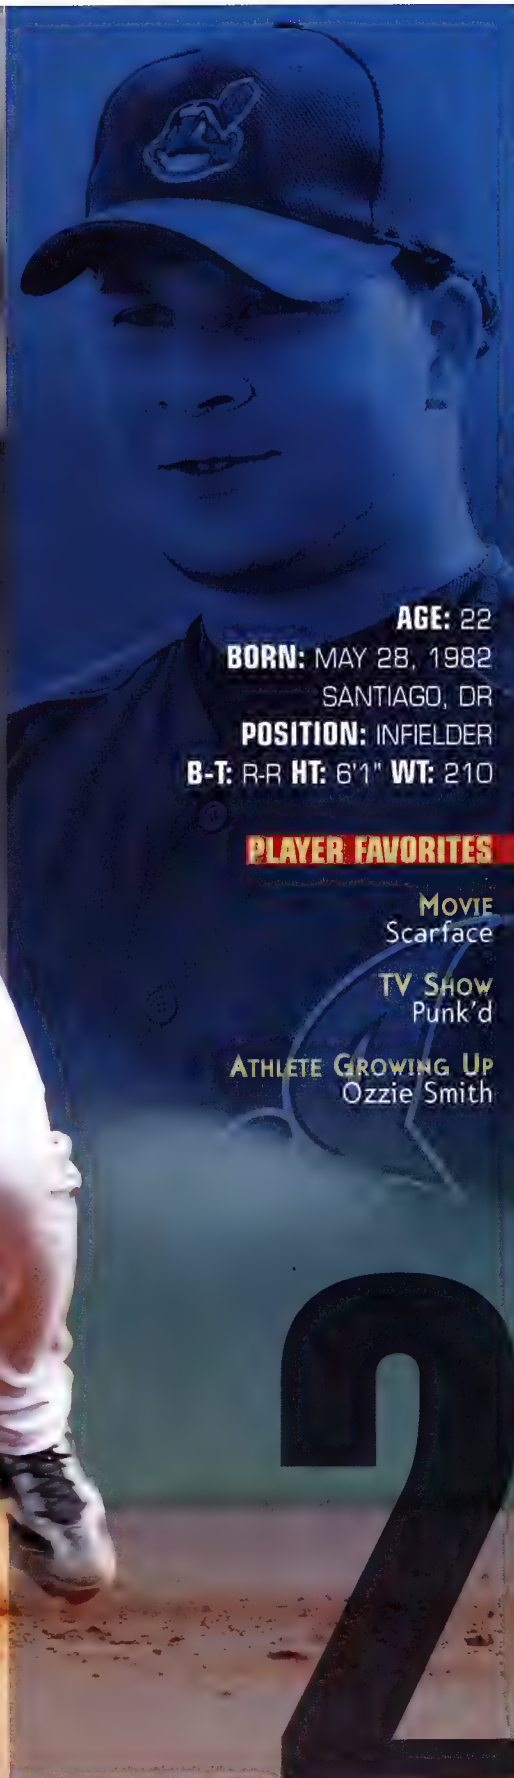 AGE: 22
BORN: MAY 28, 1982
SANTIAGO, DR
POSITION: INFIELDER
B-T: R-R HT: 6'1" WT: 210
PLAYER FAVORITES
MOVIE
Scarface
TV SHOW
Punk'd
ATHLETE GROWING UP
Ozzie Smith
2